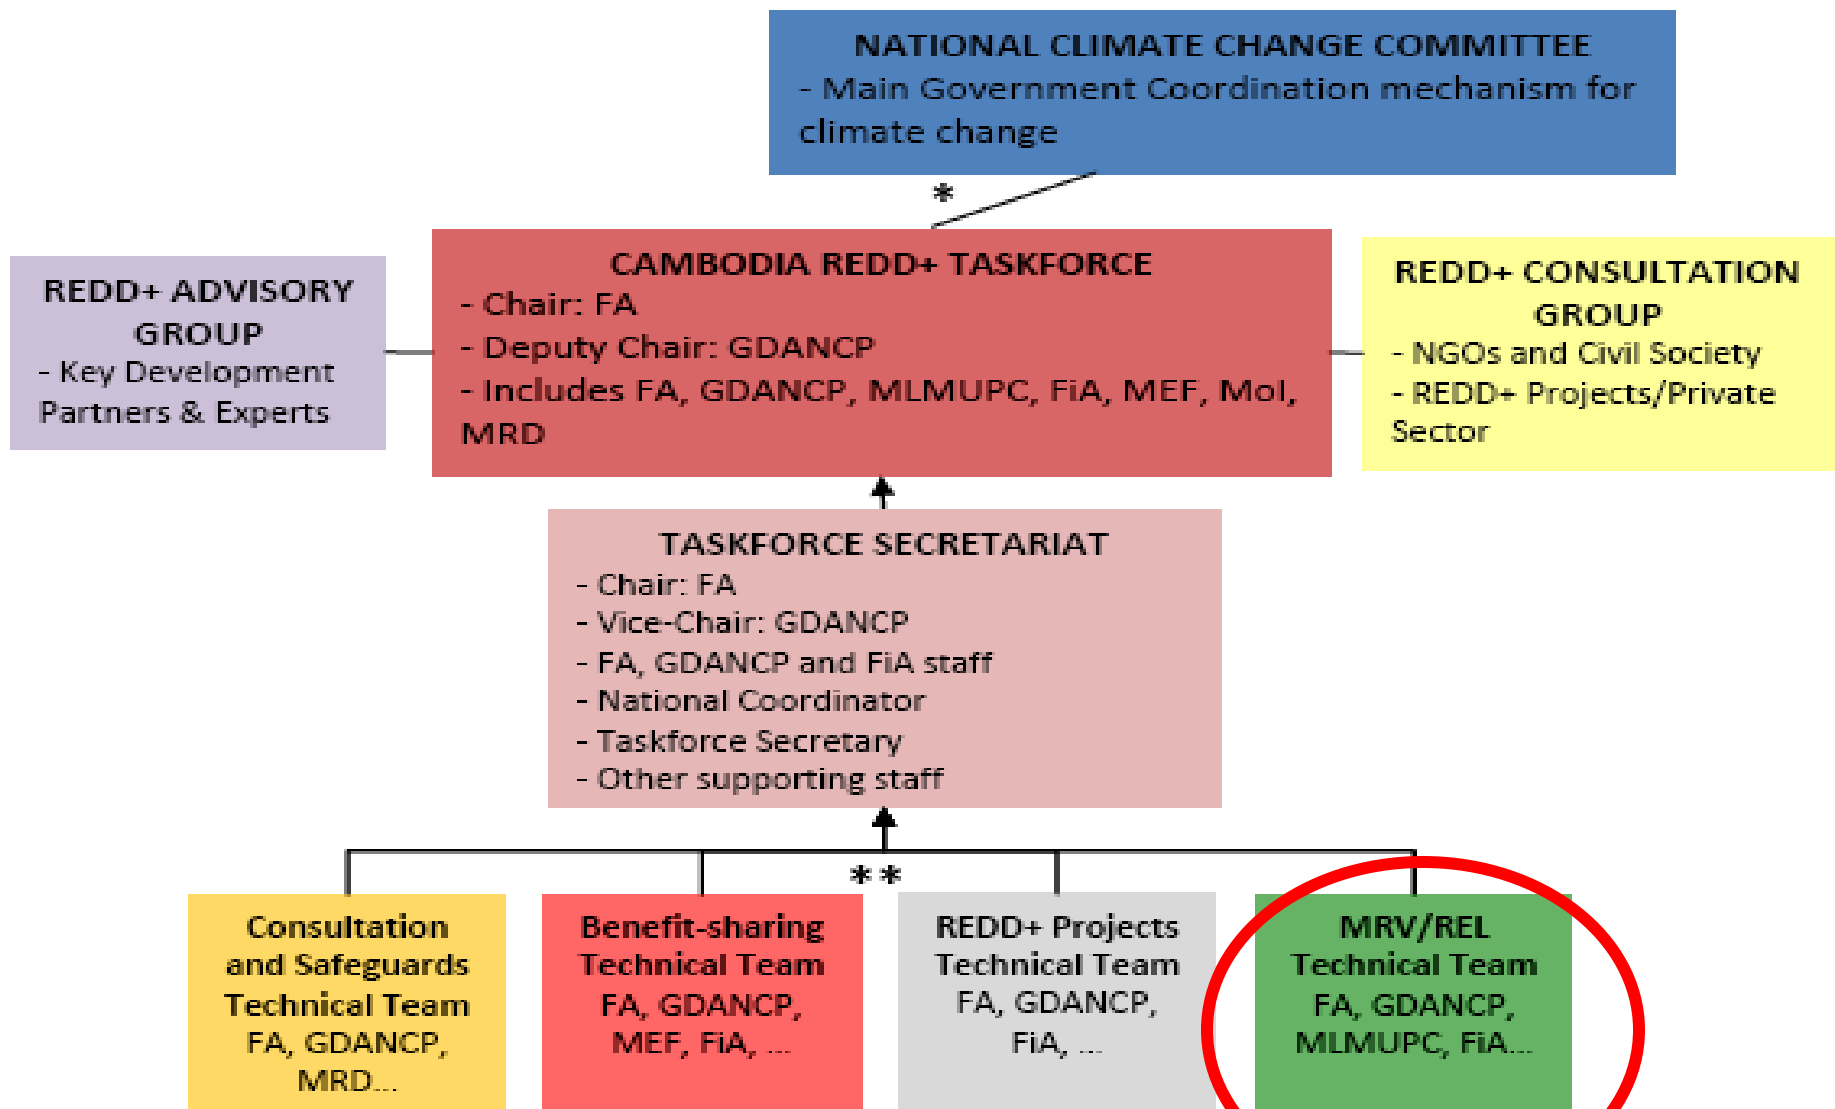 NATIONAL CLIMATE CHANGE COMMITTEE
- Main Government Coordination mechanism for
climate change
*
REDD+ ADVISORY
GROUP
- Key Development
Partners & Experts
CAMBODIA REDD+ TASKFORCE
- Chair: FA
- Deputy Chair: GDANCP
- Includes FA, GDANCP, MLMUPC, FiA, MEF, MoI,
MRD
REDD+ CONSULTATION
GROUP
- NGOs and Civil Society
- REDD+ Projects/Private
Sector
TASKFORCE SECRETARIAT
- Chair: FA
- Vice-Chair: GDANCP
- FA, GDANCP and FiA staff
- National Coordinator
- Taskforce Secretary
- Other supporting staff
**
Consultation
and Safeguards
Technical Team
FA, GDANCP,
MRD...
Benefit-sharing
Technical Team
FA, GDANCP,
MEF, FiA, ...
REDD+ Projects
Technical Team
FA, GDANCP,
FiA, ...
MRV/REL
Technical Team
FA, GDANCP,
MLMUPC, FiA...